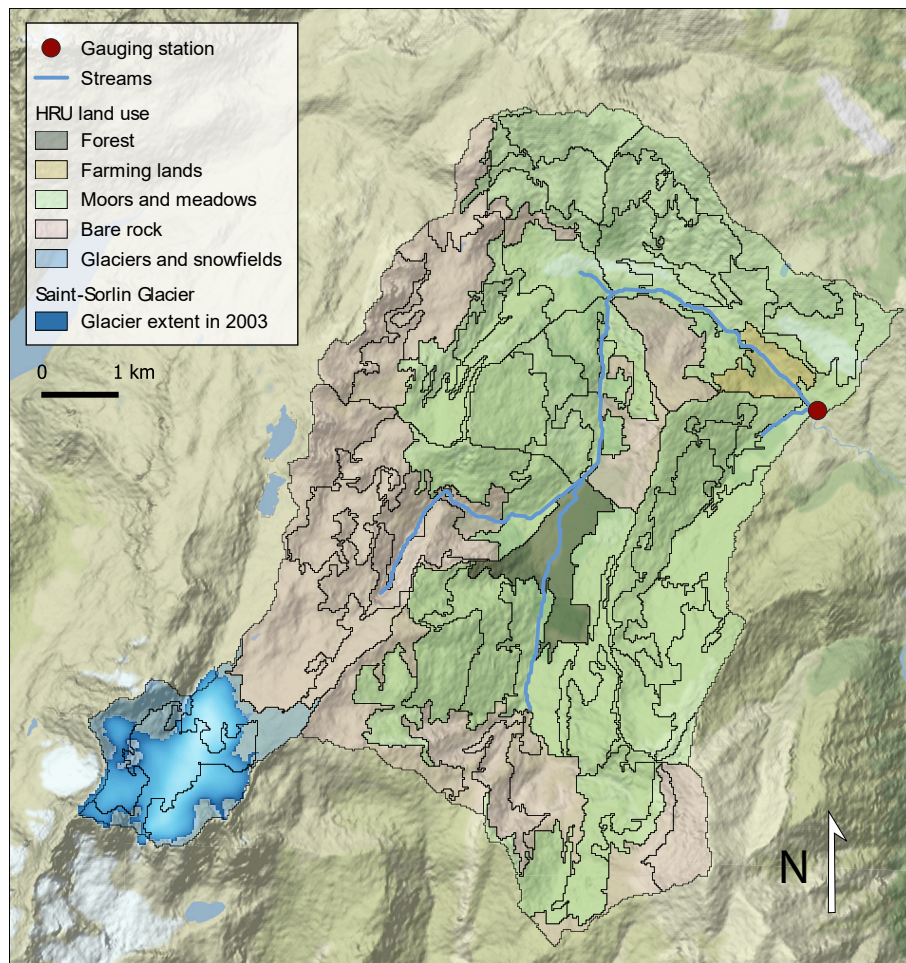 Gauging station
Streams
HRU land use
Forest
Farming lands
Moors and meadows
Bare rock
Glaciers and snowfields
Saint-Sorlin Glacier
Glacier extent in 2003
0 1 km
N